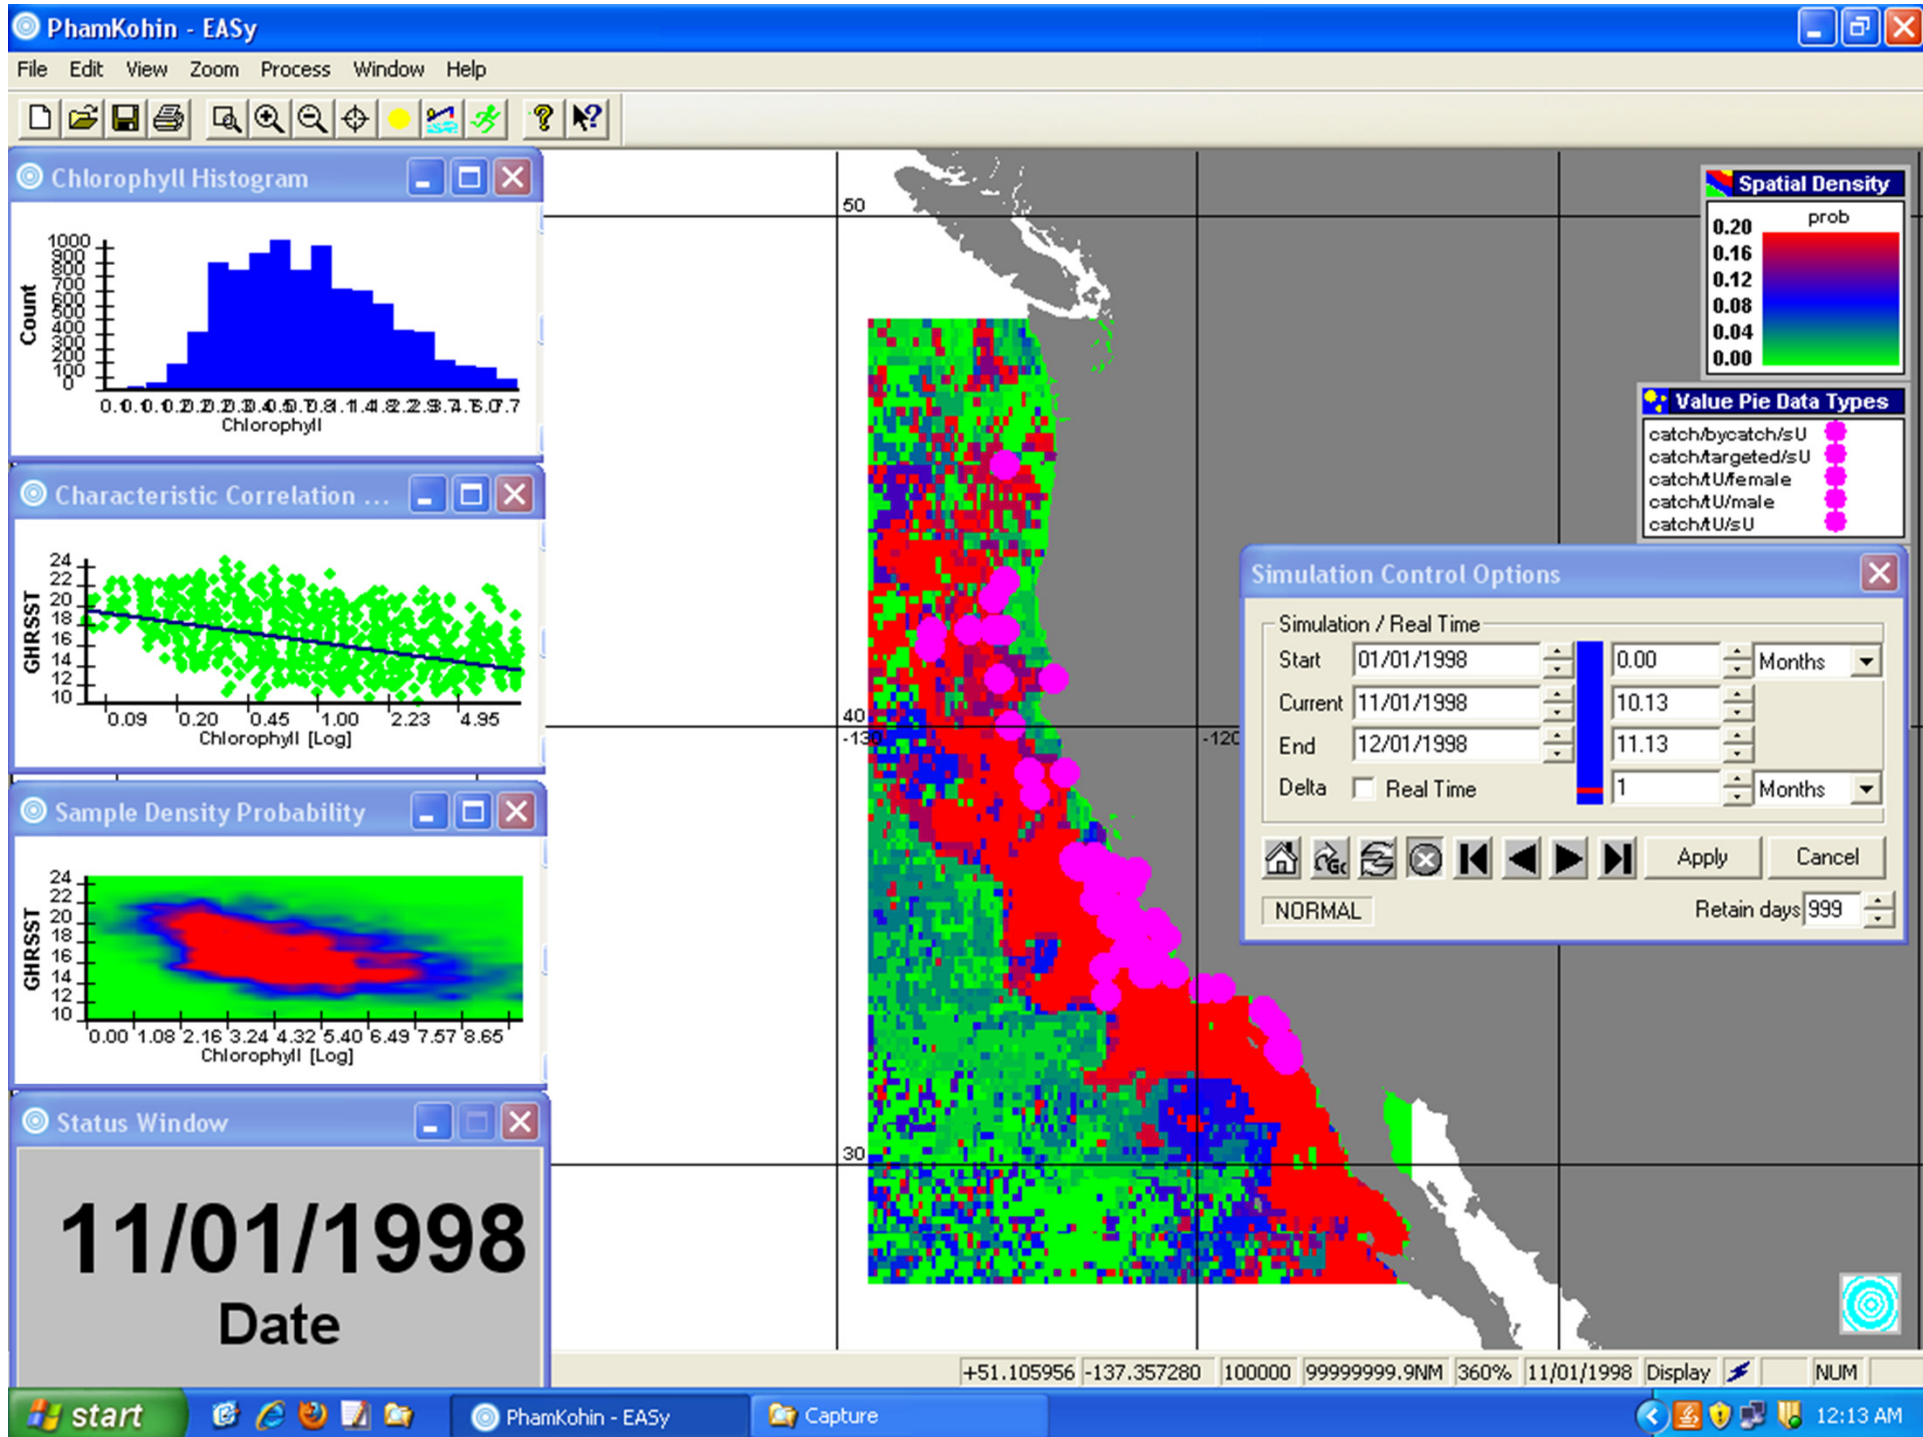 PhamKohin - EASy
File Edit View Zoom Process Window Help
Chlorophyll Histogram
1000
900
800
700
600
500
400
300
200
100
0
Count
Chlorophyll
Characteristic Correlation ...
24
22
20
18
16
14
12
10
GHRSST
0.09 0.20 0.45 1.00 2.23 4.95
Chlorophyll [Log]
Sample Density Probability
24
22
20
18
16
14
12
10
GHRSST
0.00 1.08 2.16 3.24 4.32 5.40 6.49 7.57 8.65
Chlorophyll [Log]
Status Window
11/01/1998
Date
50
40
-130
-120
30
Spatial Density
prob
0.20
0.16
0.12
0.08
0.04
0.00
Value Pie Data Types
catch/bycatch/sU
catch/targeted/sU
catch/tU/female
catch/tU/male
catch/tU/sU
Simulation Control Options
Simulation / Real Time
Start 01/01/1998 0.00 Months
Current 11/01/1998 10.13
End 12/01/1998 11.13
Delta Real Time 1 Months
Apply Cancel
NORMAL Retain days 999
+51.105956 -137.357280 100000 99999999.9NM 360% 11/01/1998 Display NUM
start PhamKohin - EASy Capture 12:13 AM